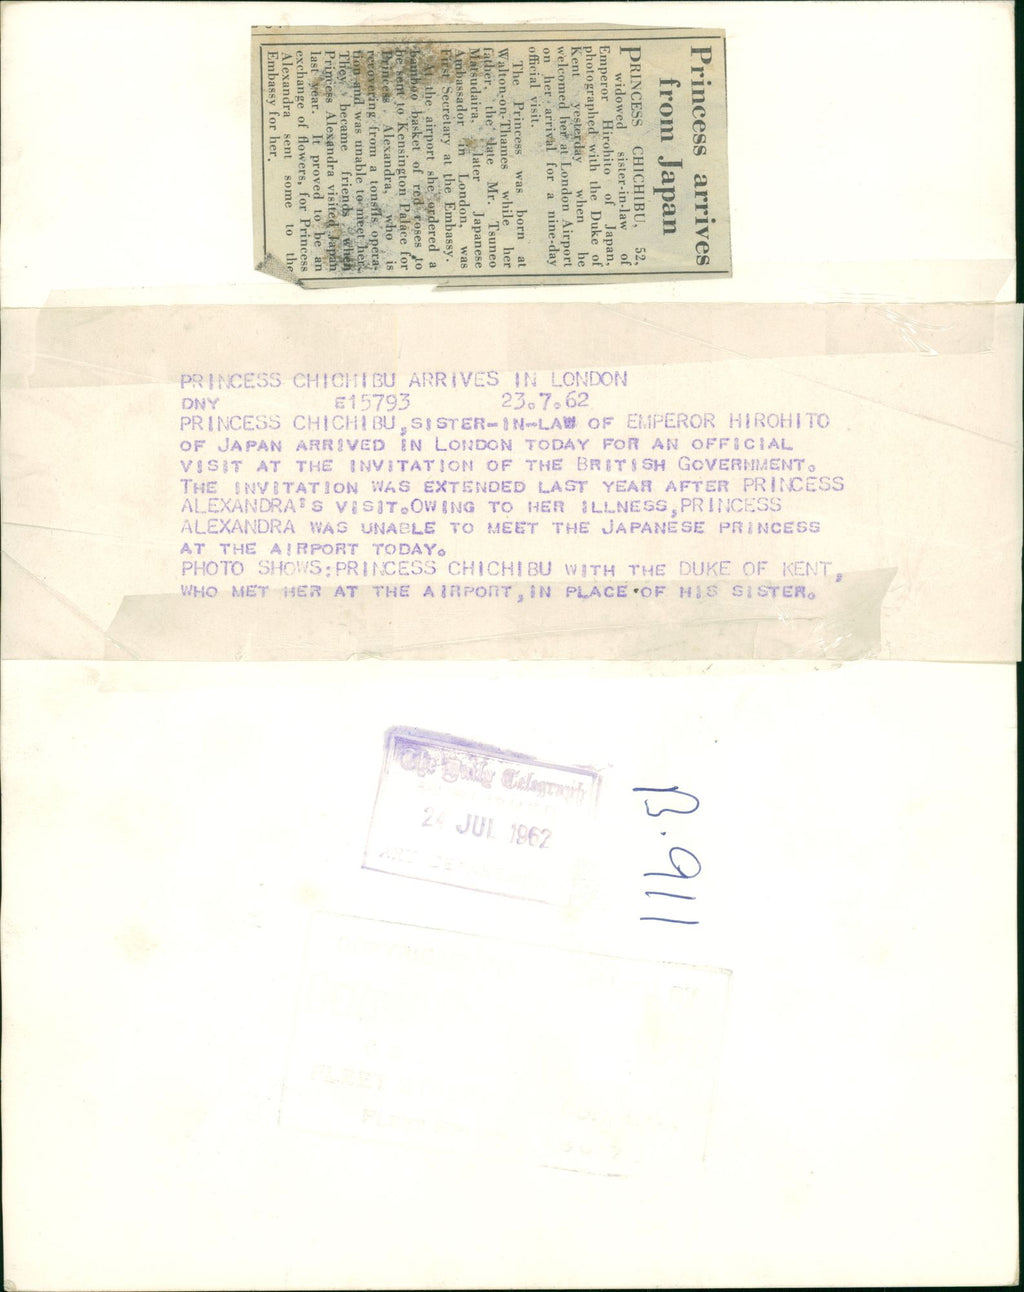 Princess arrives
from Japan
PRINCESS CHICHIBU, 52,
widowed sister-in-law of
Emperor Hirohito of Japan,
photographed with the Duke of
Kent yesterday when he
welcomed her at London Airport
on her arrival for a nine-day
official visit.
The Princess was born at
Walton-on-Thames while her
father, the late Mr. Tsuneo
Matsudaira, later Japanese
Ambassador in London, was
First Secretary at the Embassy.
At the airport she ordered a
bamboo basket of red roses to
be sent to Kensington Palace for
Princess Alexandra, who is
recovering from a tonsils opera-
tion and was unable to meet her.
They became friends when
Princess Alexandra visited Japan
last year. It proved to be an
exchange of flowers, for Princess
Alexandra sent some to the
Embassy for her.
PRINCESS CHICHIBU ARRIVES IN LONDON
DNY E15793 23.7.62
PRINCESS CHICHIBU,SISTER-IN-LAW OF EMPEROR HIROHITO
OF JAPAN ARRIVED IN LONDON TODAY FOR AN OFFICIAL
VISIT AT THE INVITATION OF THE BRITISH GOVERNMENT.
THE INVITATION WAS EXTENDED LAST YEAR AFTER PRINCESS
ALEXANDRA'S VISIT.OWING TO HER ILLNESS,PRINCESS
ALEXANDRA WAS UNABLE TO MEET THE JAPANESE PRINCESS
AT THE AIRPORT TODAY.
PHOTO SHOWS:PRINCESS CHICHIBU WITH THE DUKE OF KENT,
WHO MET HER AT THE AIRPORT,IN PLACE OF HIS SISTER.
The Daily Telegraph
24 JUL 1962
ART DEPARTMENT
B.911
FLEET